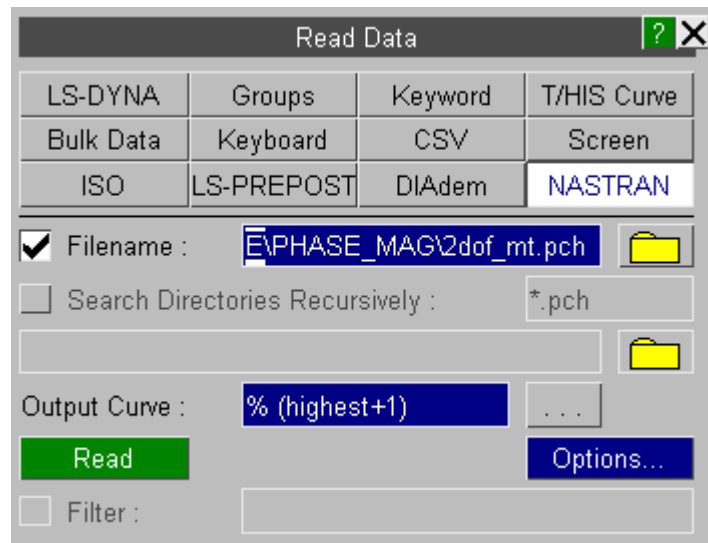 Read Data ?
LS-DYNA Groups Keyword T/HIS Curve
Bulk Data Keyboard CSV Screen
ISO LS-PREPOST DIAdem NASTRAN
Filename : E\PHASE_MAG\2dof_mt.pch
Search Directories Recursively : *.pch
Output Curve : % (highest+1) ...
Read Options...
Filter :